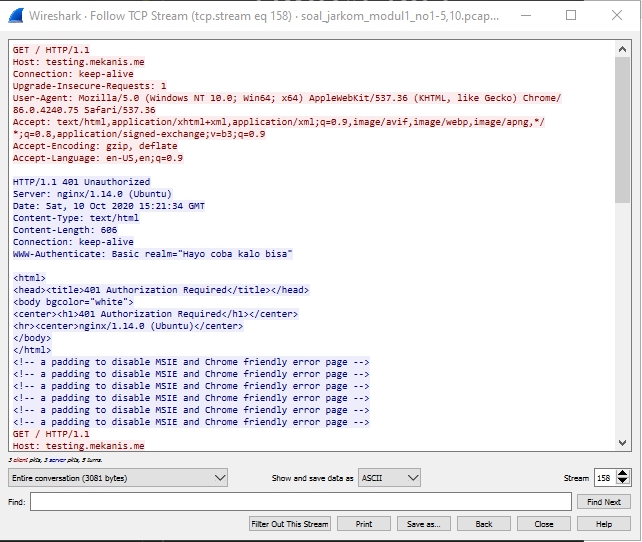 Wireshark · Follow TCP Stream (tcp.stream eq 158) · soal_jarkom_modul1_no1-5,10.pcap...
GET / HTTP/1.1
Host: testing.mekanis.me
Connection: keep-alive
Upgrade-Insecure-Requests: 1
User-Agent: Mozilla/5.0 (Windows NT 10.0; Win64; x64) AppleWebKit/537.36 (KHTML, like Gecko) Chrome/
86.0.4240.75 Safari/537.36
Accept: text/html,application/xhtml+xml,application/xml;q=0.9,image/avif,image/webp,image/apng,*/
*;q=0.8,application/signed-exchange;v=b3;q=0.9
Accept-Encoding: gzip, deflate
Accept-Language: en-US,en;q=0.9
HTTP/1.1 401 Unauthorized
Server: nginx/1.14.0 (Ubuntu)
Date: Sat, 10 Oct 2020 15:21:34 GMT
Content-Type: text/html
Content-Length: 606
Connection: keep-alive
WWW-Authenticate: Basic realm="Hayo coba kalo bisa"
<html>
<head><title>401 Authorization Required</title></head>
<body bgcolor="white">
<center><h1>401 Authorization Required</h1></center>
<hr><center>nginx/1.14.0 (Ubuntu)</center>
</body>
</html>
<!-- a padding to disable MSIE and Chrome friendly error page -->
<!-- a padding to disable MSIE and Chrome friendly error page -->
<!-- a padding to disable MSIE and Chrome friendly error page -->
<!-- a padding to disable MSIE and Chrome friendly error page -->
<!-- a padding to disable MSIE and Chrome friendly error page -->
<!-- a padding to disable MSIE and Chrome friendly error page -->
GET / HTTP/1.1
Host: testing.mekanis.me
3 client pkts, 3 server pkts, 5 turns.
Entire conversation (3081 bytes) Show and save data as ASCII Stream 158
Find: Find Next
Filter Out This Stream Print Save as... Back Close Help